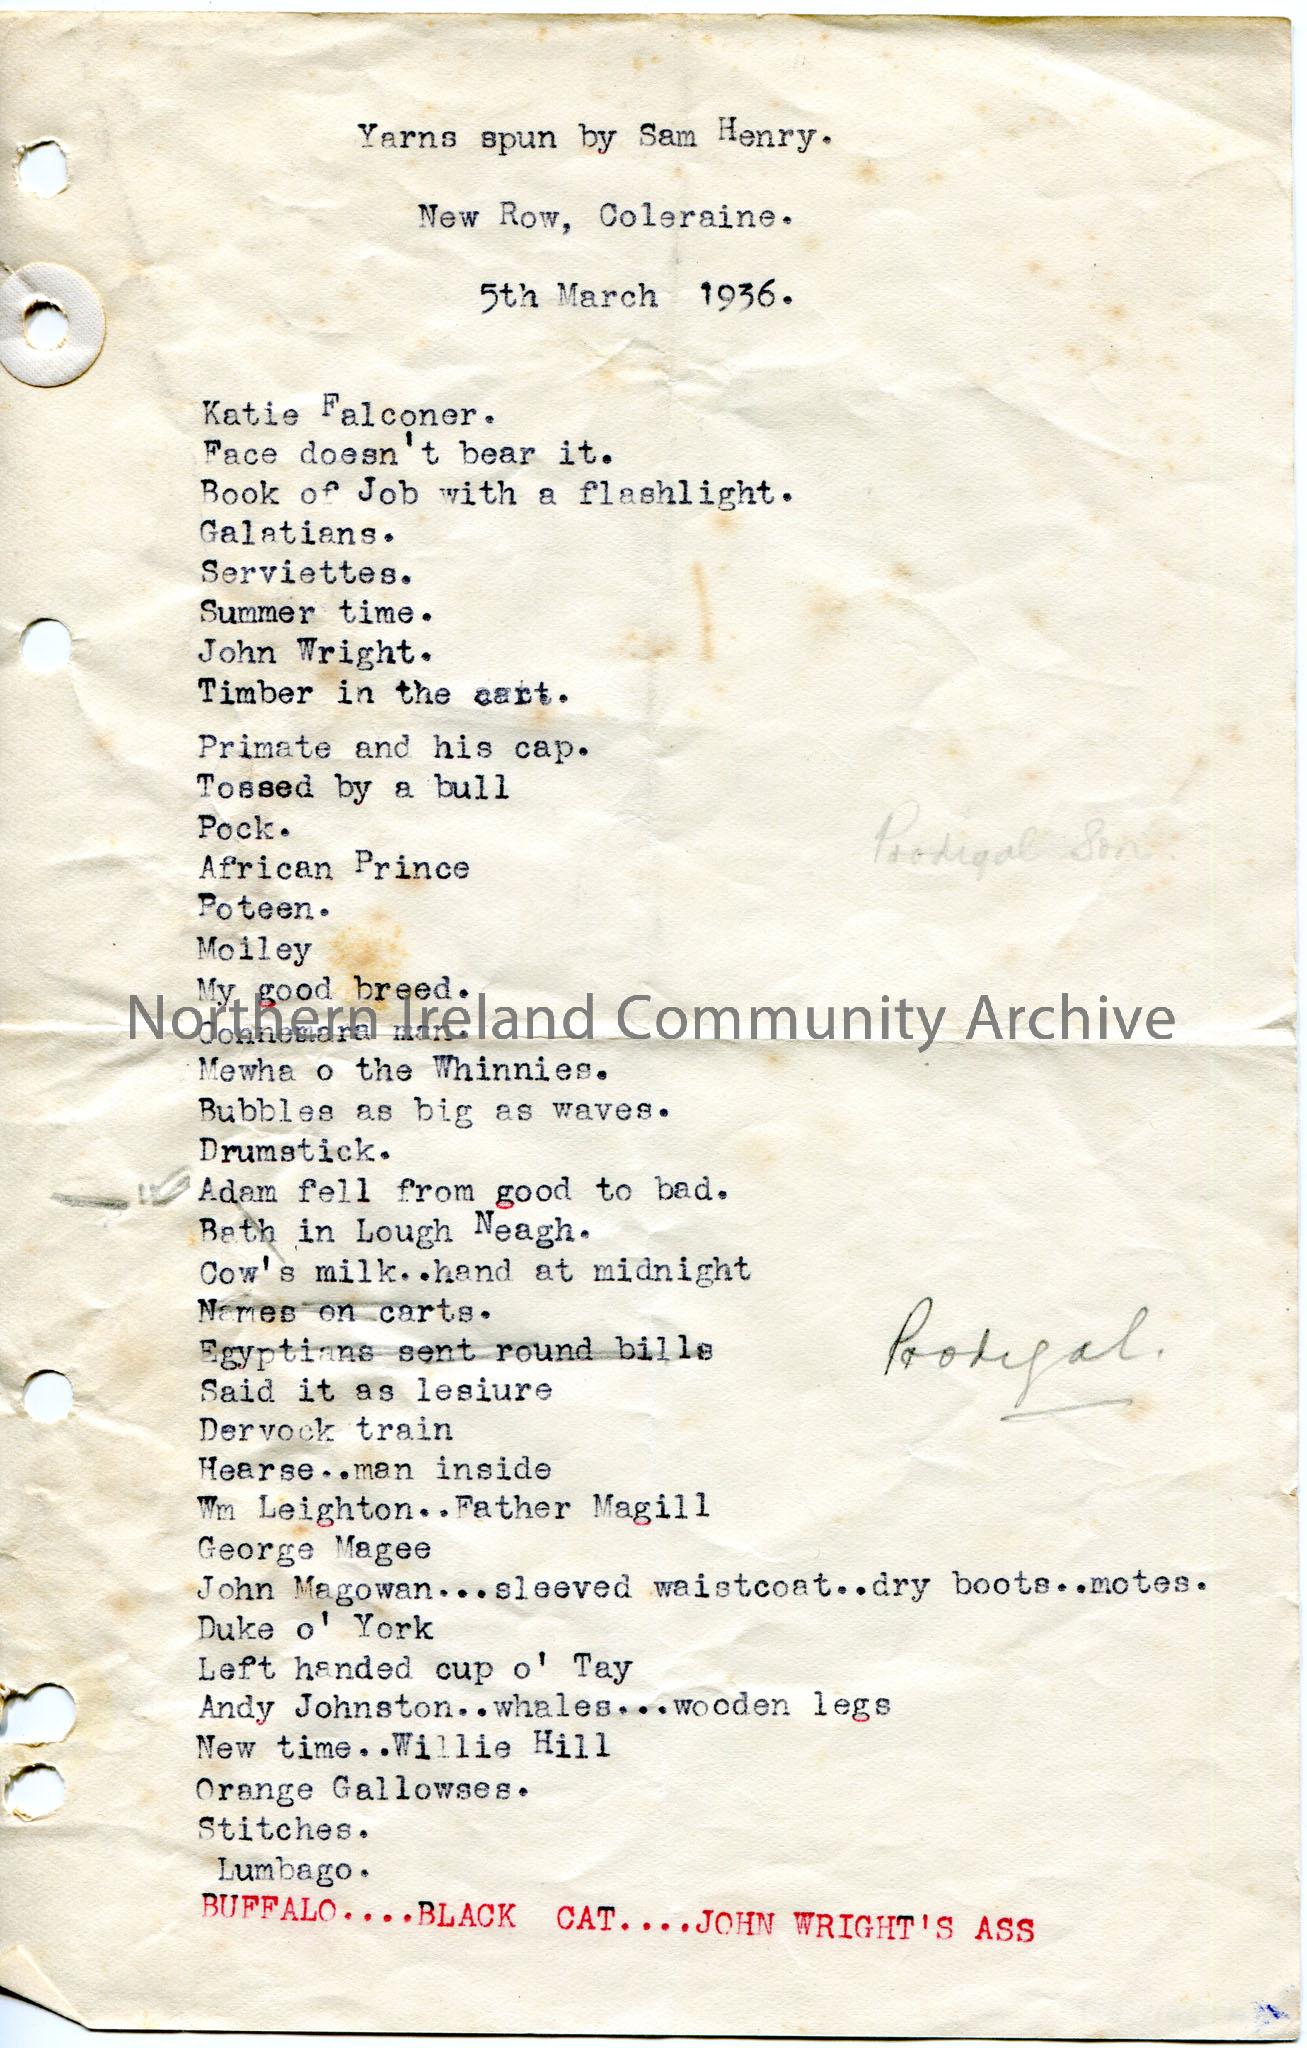 Yarns spun by Sam Henry.
New Row, Coleraine.
5th March 1936.
Katie Falconer.
Face doesn't bear it.
Book of Job with a flashlight.
Galatians.
Serviettes.
Summer time.
John Wright.
Timber in the cart.
Primate and his cap.
Tossed by a bull
Pock.
Prodigal Son
African Prince
Poteen.
Moiley
My good breed.
Northern Ireland Community Archive
Connemara man.
Mewha o the Whinnies.
Bubbles as big as waves.
Drumstick.
Adam fell from good to bad.
Bath in Lough Neagh.
Cow's milk..hand at midnight
Names on carts.
Egyptians sent round bills
Prodigal.
Said it as lesiure
Dervock train
Hearse..man inside
Wm Leighton..Father Magill
George Magee
John Magowan...sleeved waistcoat..dry boots..motes.
Duke o' York
Left handed cup o' Tay
Andy Johnston..whales...wooden legs
New time..Willie Hill
Orange Gallowses.
Stitches.
Lumbago.
BUFFALO....BLACK CAT....JOHN WRIGHT'S ASS